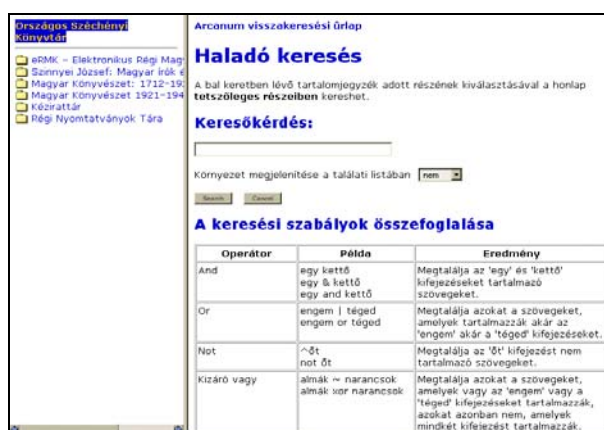 Országos Széchényi
Könyvtár
eRMK – Elektronikus Régi Magy
Szinnyei József: Magyar írók é
Magyar Könyvészet: 1712-19
Magyar Könyvészet 1921-194
Kézirattár
Régi Nyomtatványok Tára
Arcanum visszakeresési űrlap
Haladó keresés
A bal keretben lévő tartalomjegyzék adott részének kiválasztásával a honlap
tetszőleges részeiben kereshet.
Keresőkérdés:
Környezet megjelenítése a találati listában nem
Search Cancel
A keresési szabályok összefoglalása
Operátor Példa Eredmény
And egy kettő Megtalálja az 'egy' és 'kettő'
egy & kettő kifejezéseket tartalmazó
egy and kettő szövegeket.
Or engem | téged Megtalálja azokat a szövegeket,
engem or téged amelyek tartalmazzák akár az
'engem' akár a 'téged' kifejezéseket.
Not ^őt Megtalálja az 'őt' kifejezést nem
not őt tartalmazó szövegeket.
Kizáró vagy almák ~ narancsok Megtalálja azokat a szövegeket,
almák xor narancsok amelyek vagy az 'engem' vagy a
'téged' kifejezéseket tartalmazzák,
azokat azonban nem, amelyek
mindkét kifejezést tartalmazzák.